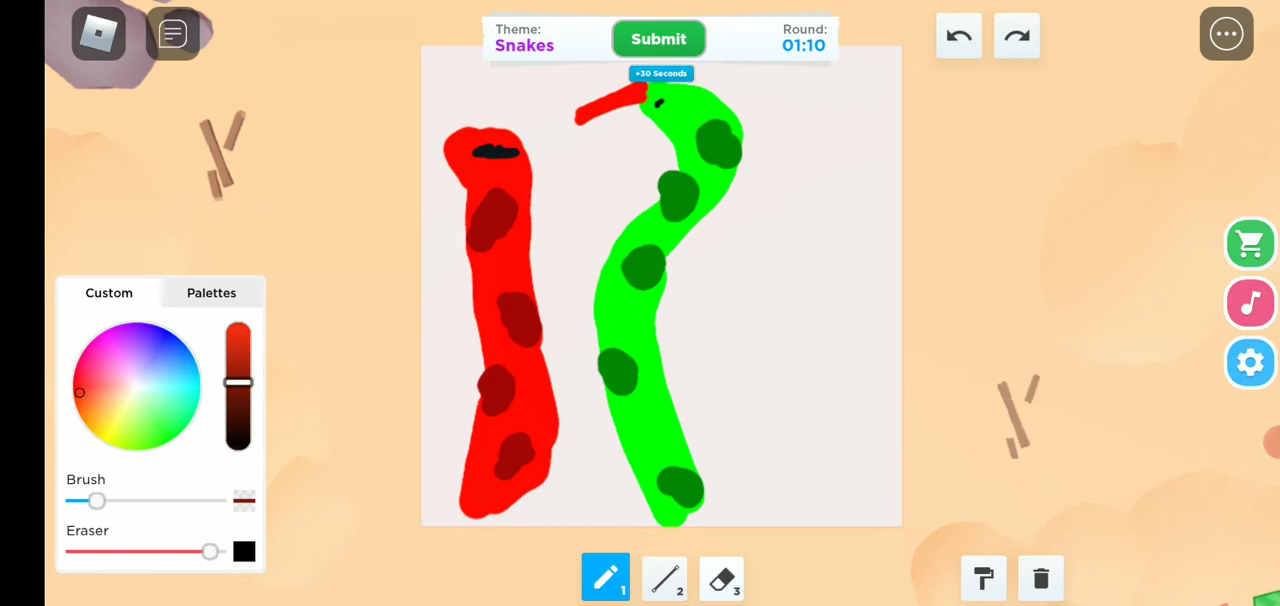 Theme:
Snakes
Submit
Round:
01:10
+30 Seconds
Custom
Palettes
Brush
Eraser
1
2
3